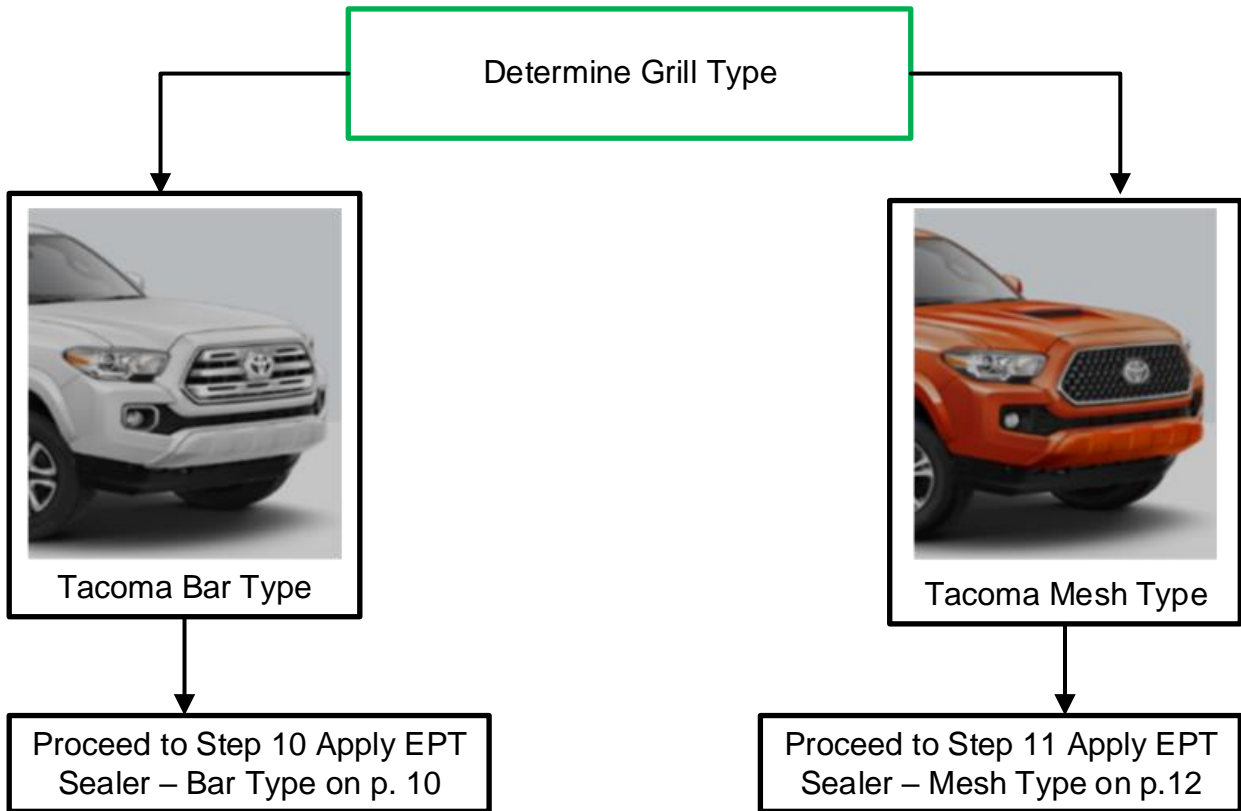 Determine Grill Type
Tacoma Bar Type
Tacoma Mesh Type
Proceed to Step 10 Apply EPT
Sealer – Bar Type on p. 10
Proceed to Step 11 Apply EPT
Sealer – Mesh Type on p.12